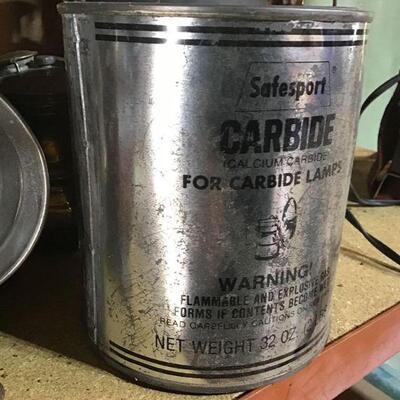 Safesport
CARBIDE
(CALCIUM CARBIDE
FOR CARBIDE LAMPS
WARNING!
FLAMMABLE AND EXPLOSIVE GAS
FORMS IF CONTENTS BECOME
READ CAREFULLY CAUTIONS ON
NET WEIGHT 32 OZ.